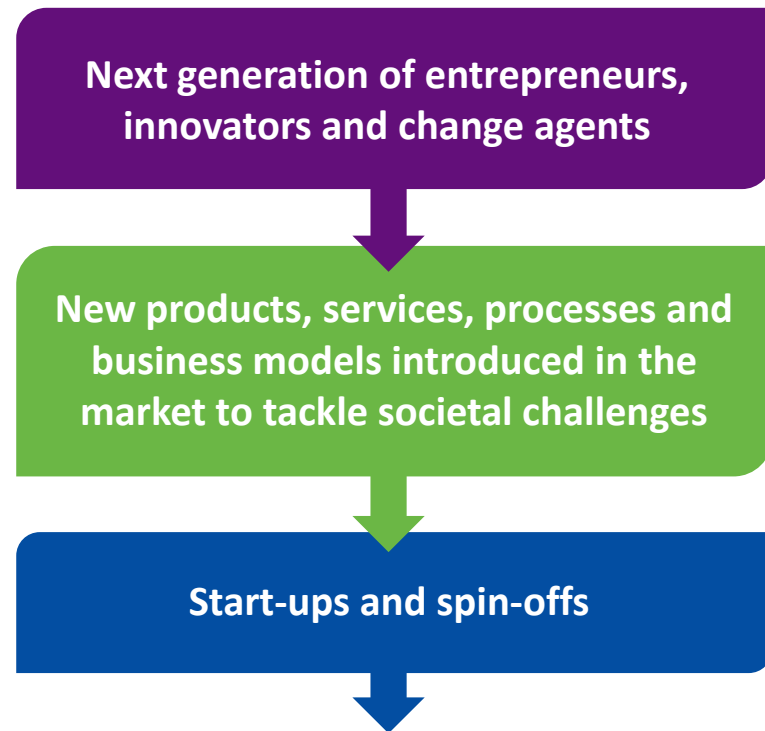 Next generation of entrepreneurs,
innovators and change agents
New products, services, processes and
business models introduced in the
market to tackle societal challenges
Start-ups and spin-offs